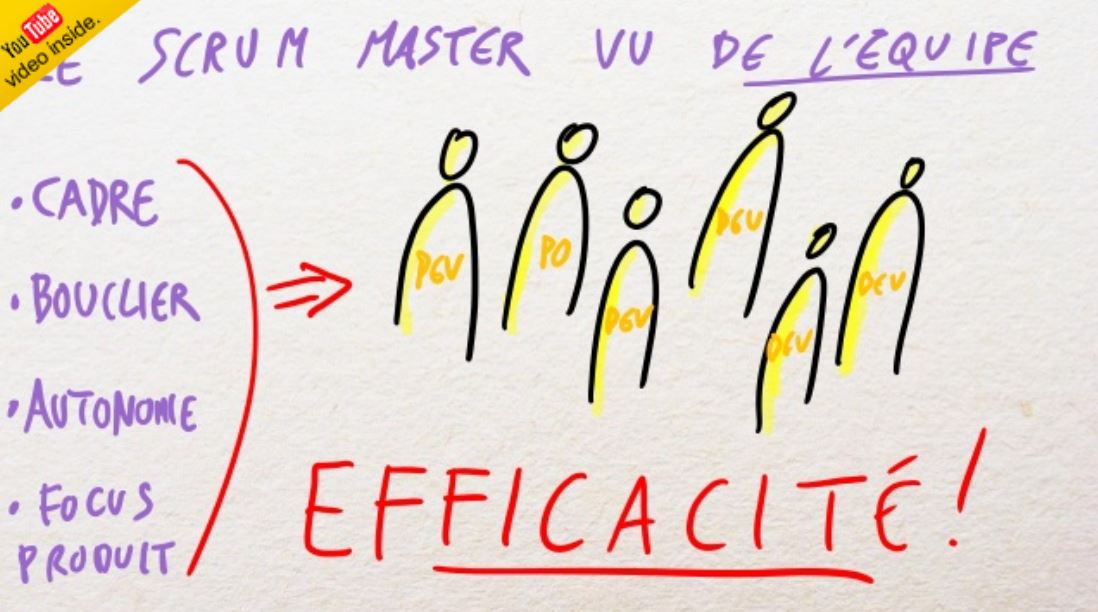 YouTube
video inside.
LE SCRUM MASTER VU DE L'EQUIPE
• CADRE
• BOUCLIER
• AUTONOMIE
• FOCUS
PRODUIT
DEV
PO
DEV
DEV
DEV
DEV
EFFICACITÉ !